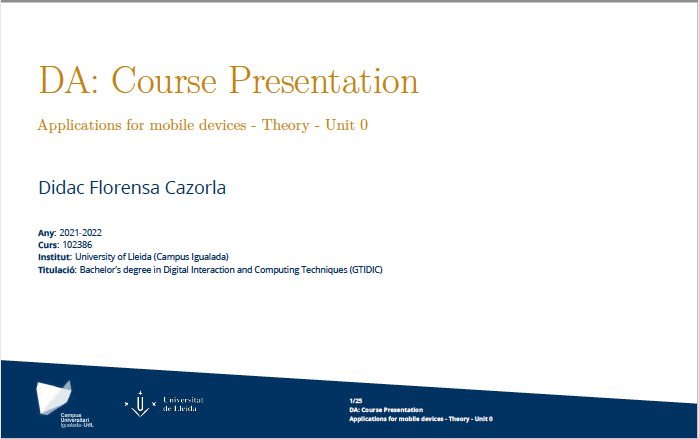 DA: Course Presentation
Applications for mobile devices - Theory - Unit 0
Didac Florensa Cazorla
Any: 2021-2022
Curs: 102386
Institut: University of Lleida (Campus Igualada)
Titulació: Bachelor's degree in Digital Interaction and Computing Techniques (GTIDIC)
Campus
Universitari
Igualada-UdL
Universitat
de Lleida
1/25
DA: Course Presentation
Applications for mobile devices - Theory - Unit 0